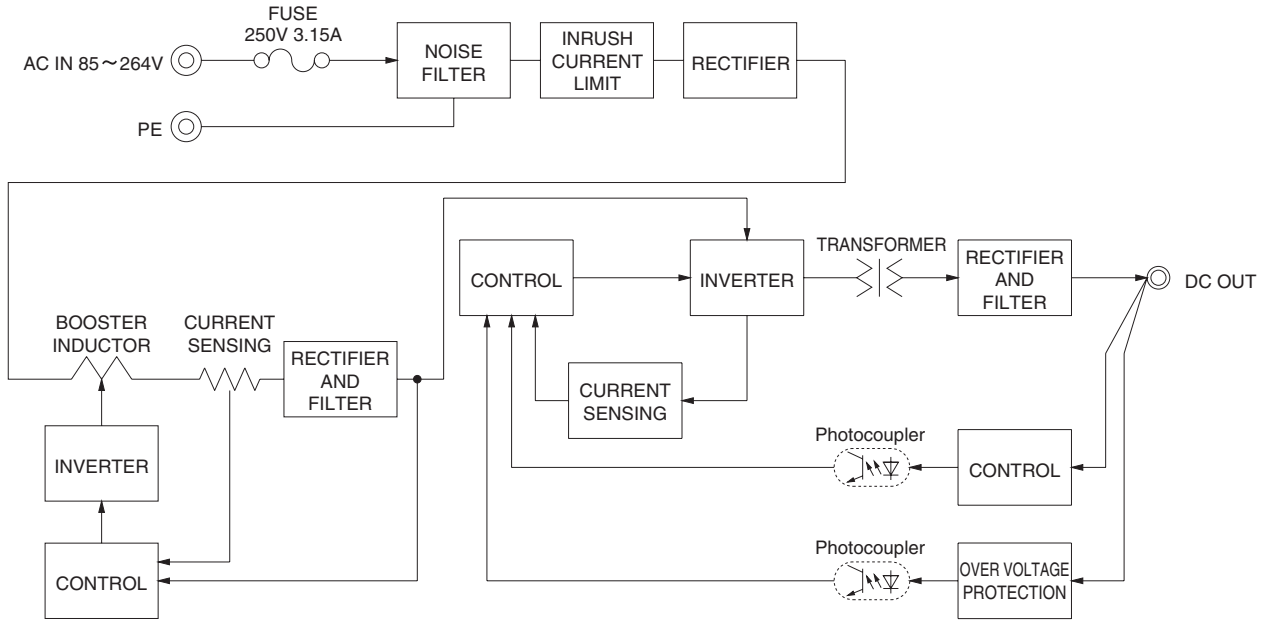 FUSE
250V 3.15A
AC IN 85～264V
NOISE
FILTER
INRUSH
CURRENT
LIMIT
RECTIFIER
PE
CONTROL
INVERTER
TRANSFORMER
RECTIFIER
AND
FILTER
DC OUT
BOOSTER
INDUCTOR
CURRENT
SENSING
RECTIFIER
AND
FILTER
CURRENT
SENSING
INVERTER
Photocoupler
CONTROL
CONTROL
Photocoupler
OVER VOLTAGE
PROTECTION